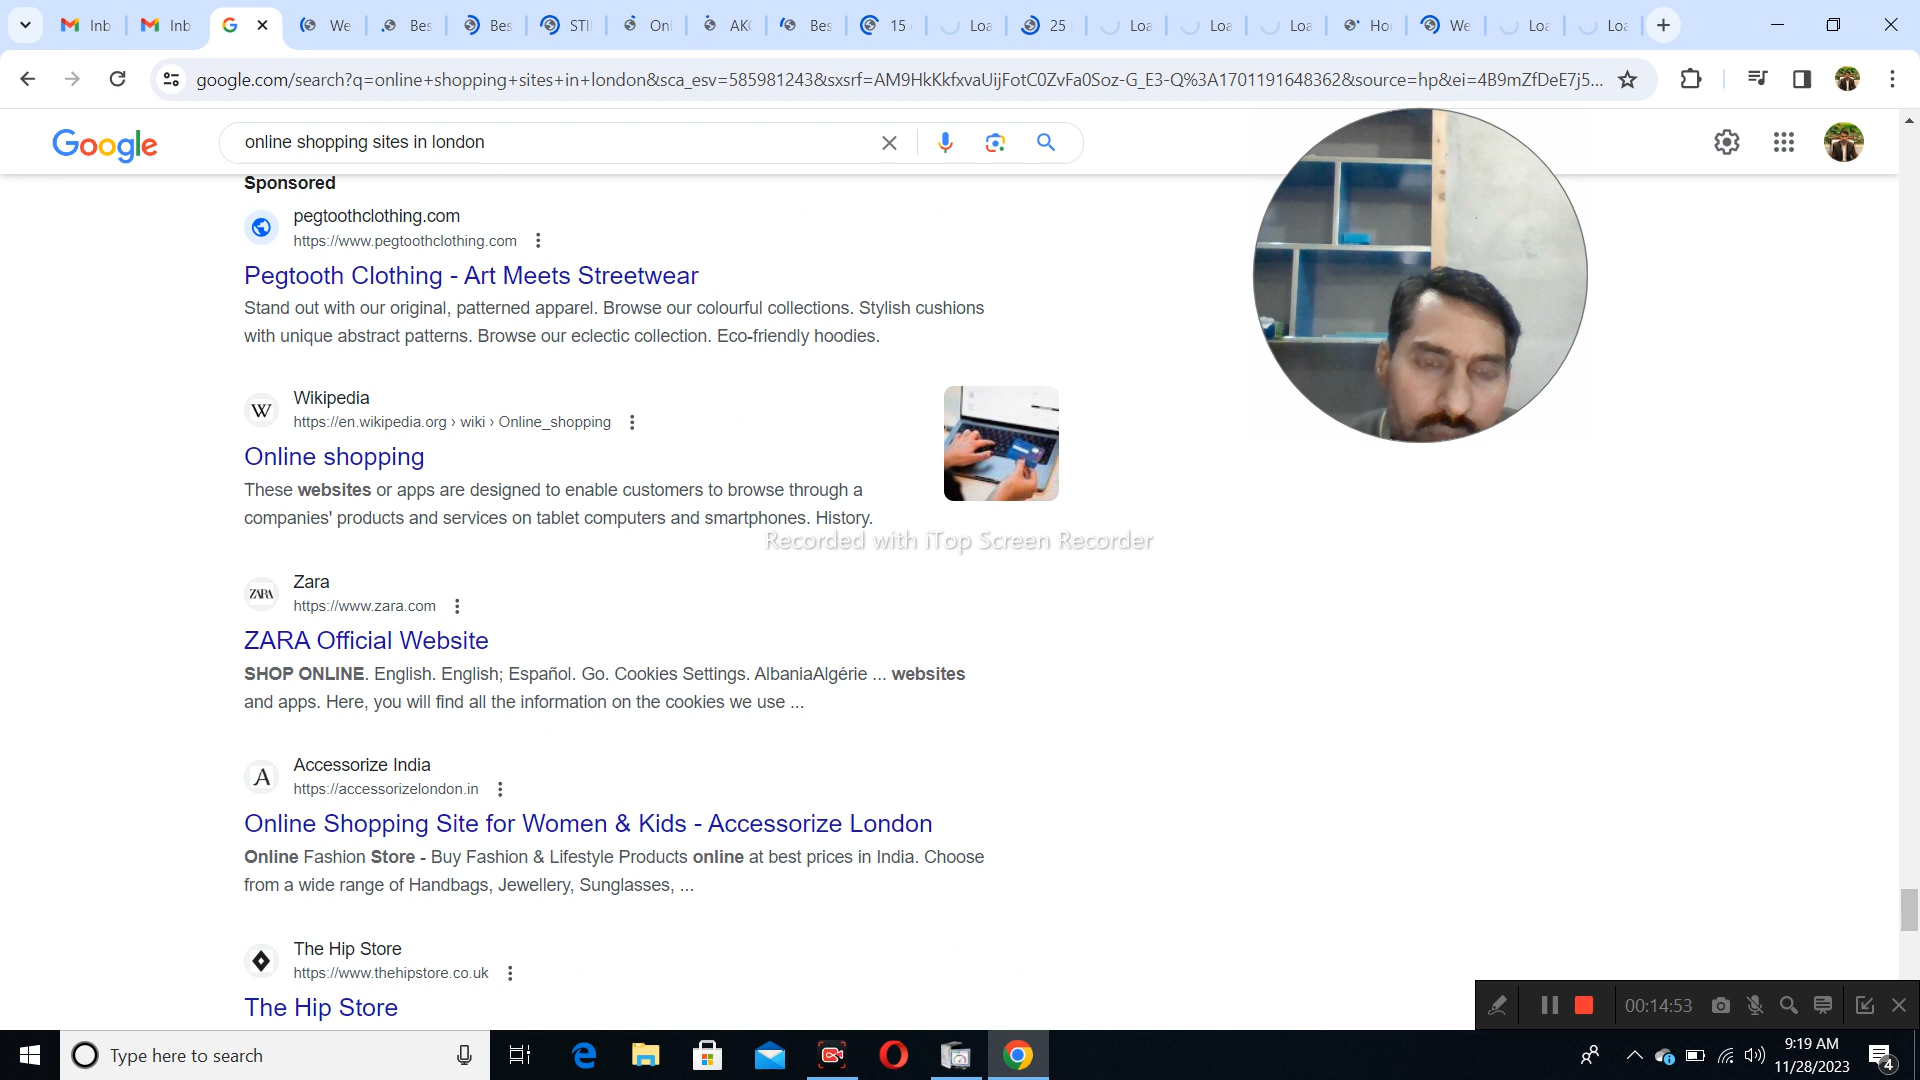 Inb
Inb
We
Bes
Bes
STI
Onl
AKC
Bes
15
Loa
25
Loa
Loa
Loa
Ho
We
Loa
Loa
google.com/search?q=online+shopping+sites+in+london&sca_esv=585981243&sxsrf=AM9HkKkfxvaUijFotC0ZvFa0Soz-G_E3-Q%3A1701191648362&source=hp&ei=4B9mZfDeE7j5...
Google
online shopping sites in london
Sponsored
pegtoothclothing.com
https://www.pegtoothclothing.com
Pegtooth Clothing - Art Meets Streetwear
Stand out with our original, patterned apparel. Browse our colourful collections. Stylish cushions
with unique abstract patterns. Browse our eclectic collection. Eco-friendly hoodies.
W
Wikipedia
https://en.wikipedia.org › wiki › Online_shopping
Online shopping
These websites or apps are designed to enable customers to browse through a
companies' products and services on tablet computers and smartphones. History.
Recorded with iTop Screen Recorder
ZARA
Zara
https://www.zara.com
ZARA Official Website
SHOP ONLINE. English. English; Español. Go. Cookies Settings. AlbaniaAlgérie ... websites
and apps. Here, you will find all the information on the cookies we use ...
A
Accessorize India
https://accessorizelondon.in
Online Shopping Site for Women & Kids - Accessorize London
Online Fashion Store - Buy Fashion & Lifestyle Products online at best prices in India. Choose
from a wide range of Handbags, Jewellery, Sunglasses, ...
The Hip Store
https://www.thehipstore.co.uk
The Hip Store
00:14:53
Type here to search
9:19 AM
11/28/2023
4